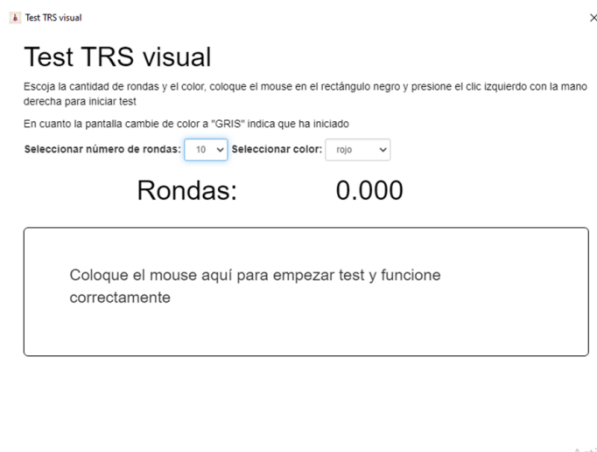 Test TRS visual
Test TRS visual
Escoja la cantidad de rondas y el color, coloque el mouse en el rectángulo negro y presione el clic izquierdo con la mano
derecha para iniciar test
En cuanto la pantalla cambie de color a "GRIS" indica que ha iniciado
Seleccionar número de rondas: 10 Seleccionar color: rojo
Rondas: 0.000
Coloque el mouse aquí para empezar test y funcione
correctamente